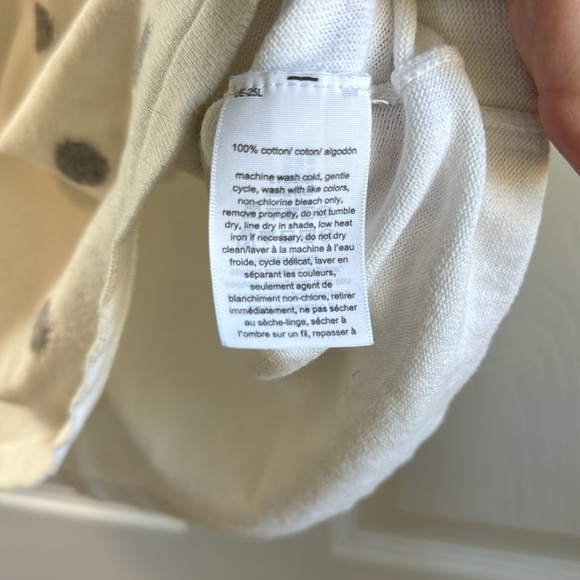 100% cotton/ coton/ algodón
machine wash cold, gentle
cycle, wash with like colors,
non-chlorine bleach only,
remove promptly, do not tumble
dry, line dry in shade, low heat
iron if necessary, do not dry
clean/laver à la machine à l'eau
froide, cycle délicat, laver en
séparant les couleurs,
seulement agent de
blanchiment non-chlore, retirer
immédiatement, ne pas sécher
au sèche-linge, sécher à
l'ombre sur un fil, repasser à